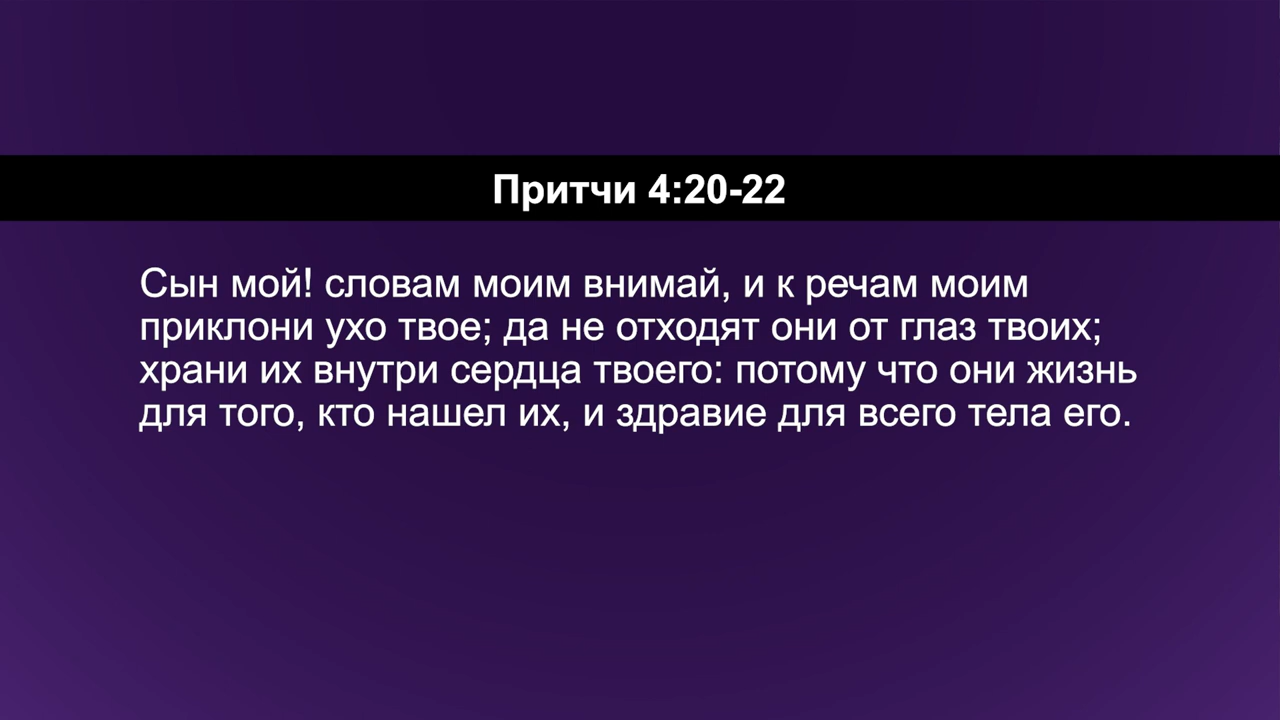 Притчи 4:20-22
Сын мой! словам моим внимай, и к речам моим
приклони ухо твое; да не отходят они от глаз твоих;
храни их внутри сердца твоего: потому что они жизнь
для того, кто нашел их, и здравие для всего тела его.